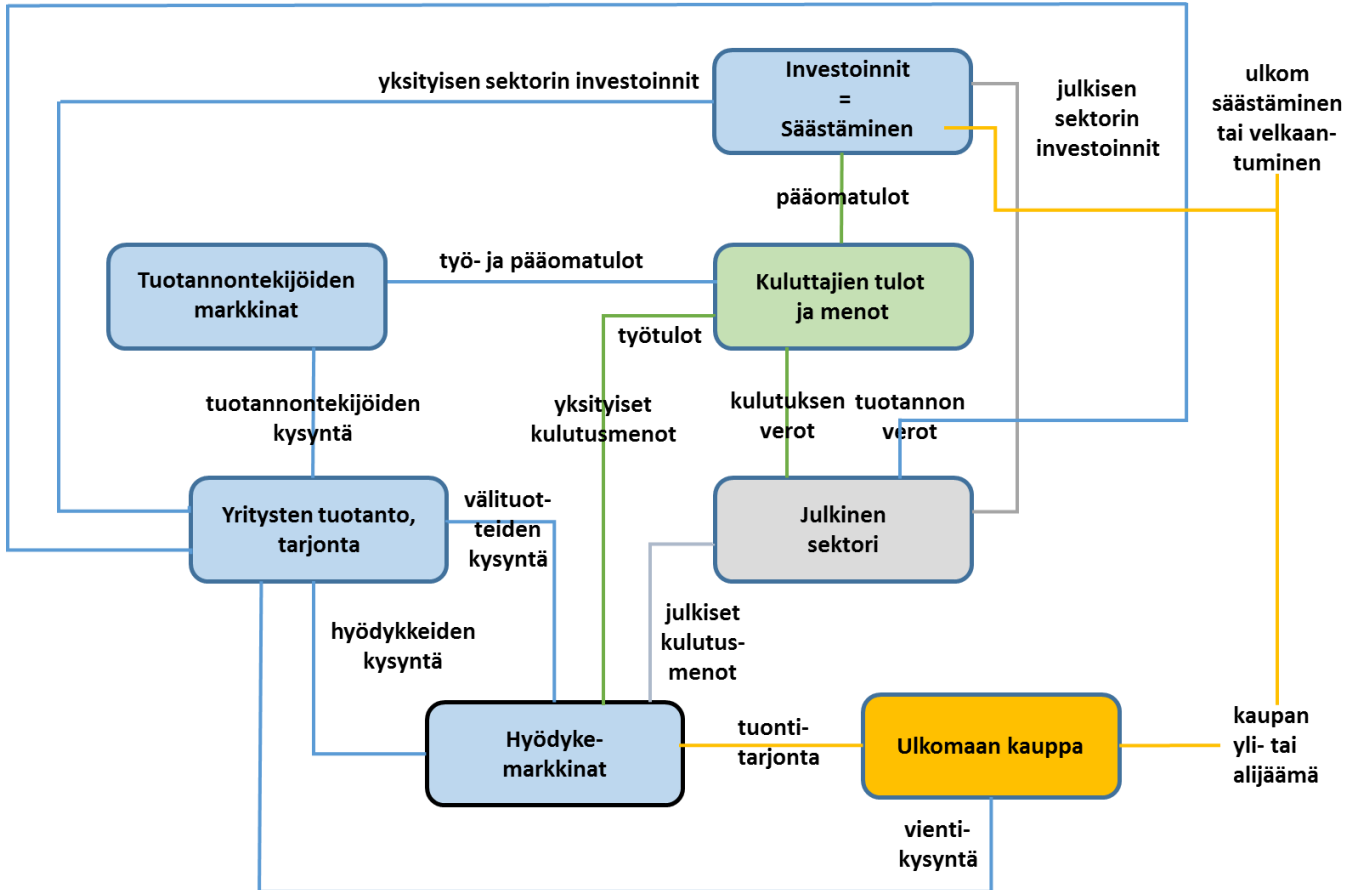 yksityisen sektorin investoinnit
Investoinnit
=
Säästäminen
julkisen
sektorin
investoinnit
ulkom
säästäminen
tai velkaan-
tuminen
pääomatulot
Tuotannontekijöiden
markkinat
työ- ja pääomatulot
Kuluttajien tulot
ja menot
työtulot
tuotannontekijöiden
kysyntä
yksityiset
kulutusmenot
kulutuksen
verot
tuotannon
verot
Yritysten tuotanto,
tarjonta
välituot-
teiden
kysyntä
Julkinen
sektori
hyödykkeiden
kysyntä
julkiset
kulutus-
menot
Hyödyke-
markkinat
tuonti-
tarjonta
Ulkomaan kauppa
kaupan
yli- tai
alijäämä
vienti-
kysyntä